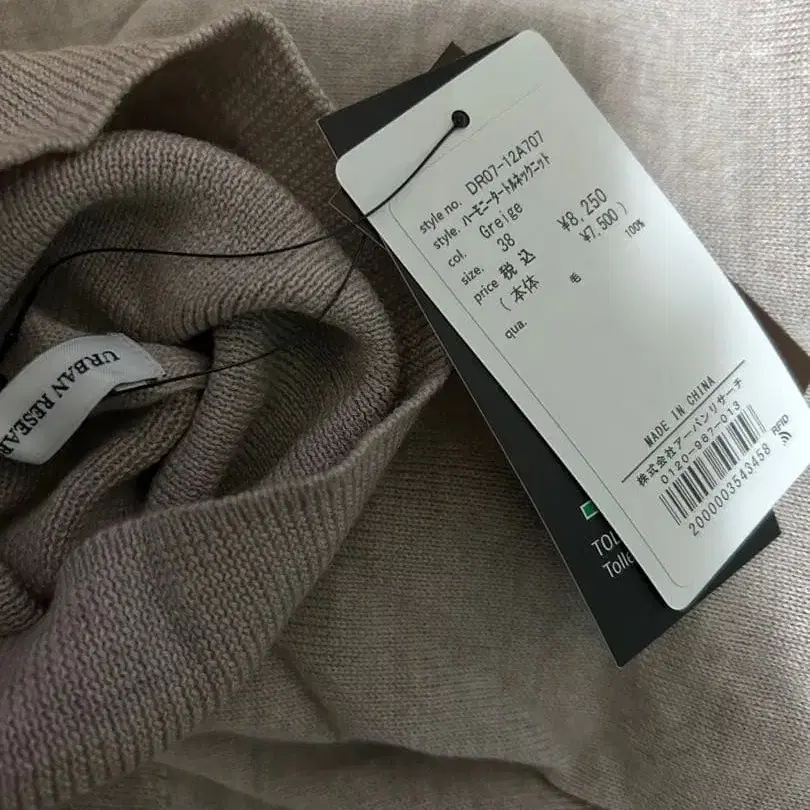 style no. DR07-12A707
style. ハーモニータートルネックニット
col. Greige
size. 38
price 税込 ¥8,250
(本体 ¥7,500)
qua. 毛 100%
MADE IN CHINA
株式会社アーバンリサーチ
0120-987-013
RFID
2000003543458
URBAN RESEAR
TOL
Tolle